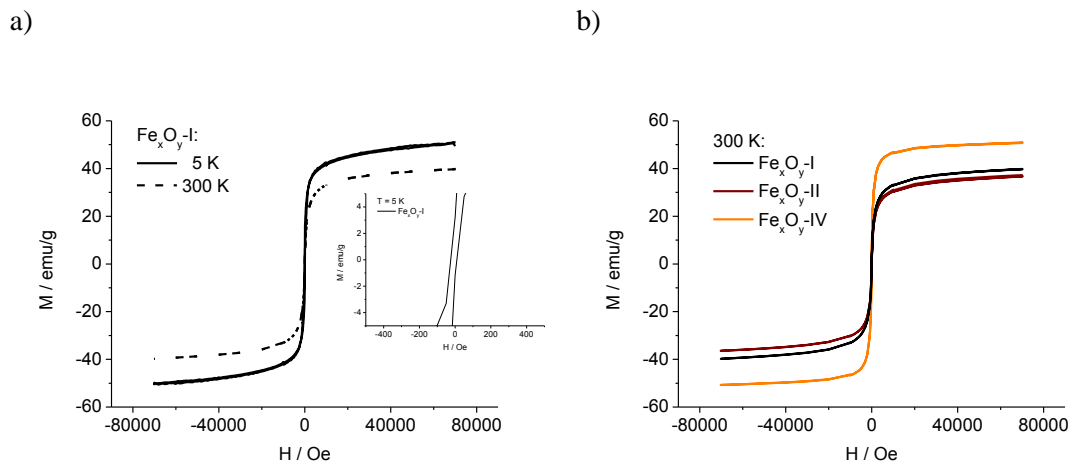 a)
b)
60
40
20
0
-20
-40
-60
M / emu/g
-80000
-40000
0
40000
80000
H / Oe
FexOy-I:
5 K
300 K
T = 5 K
FexOy-I
4
2
0
-2
-4
M / emu/g
-400
-200
0
200
400
H / Oe
60
40
20
0
-20
-40
-60
M / emu/g
-80000
-40000
0
40000
80000
H / Oe
300 K:
FexOy-I
FexOy-II
FexOy-IV